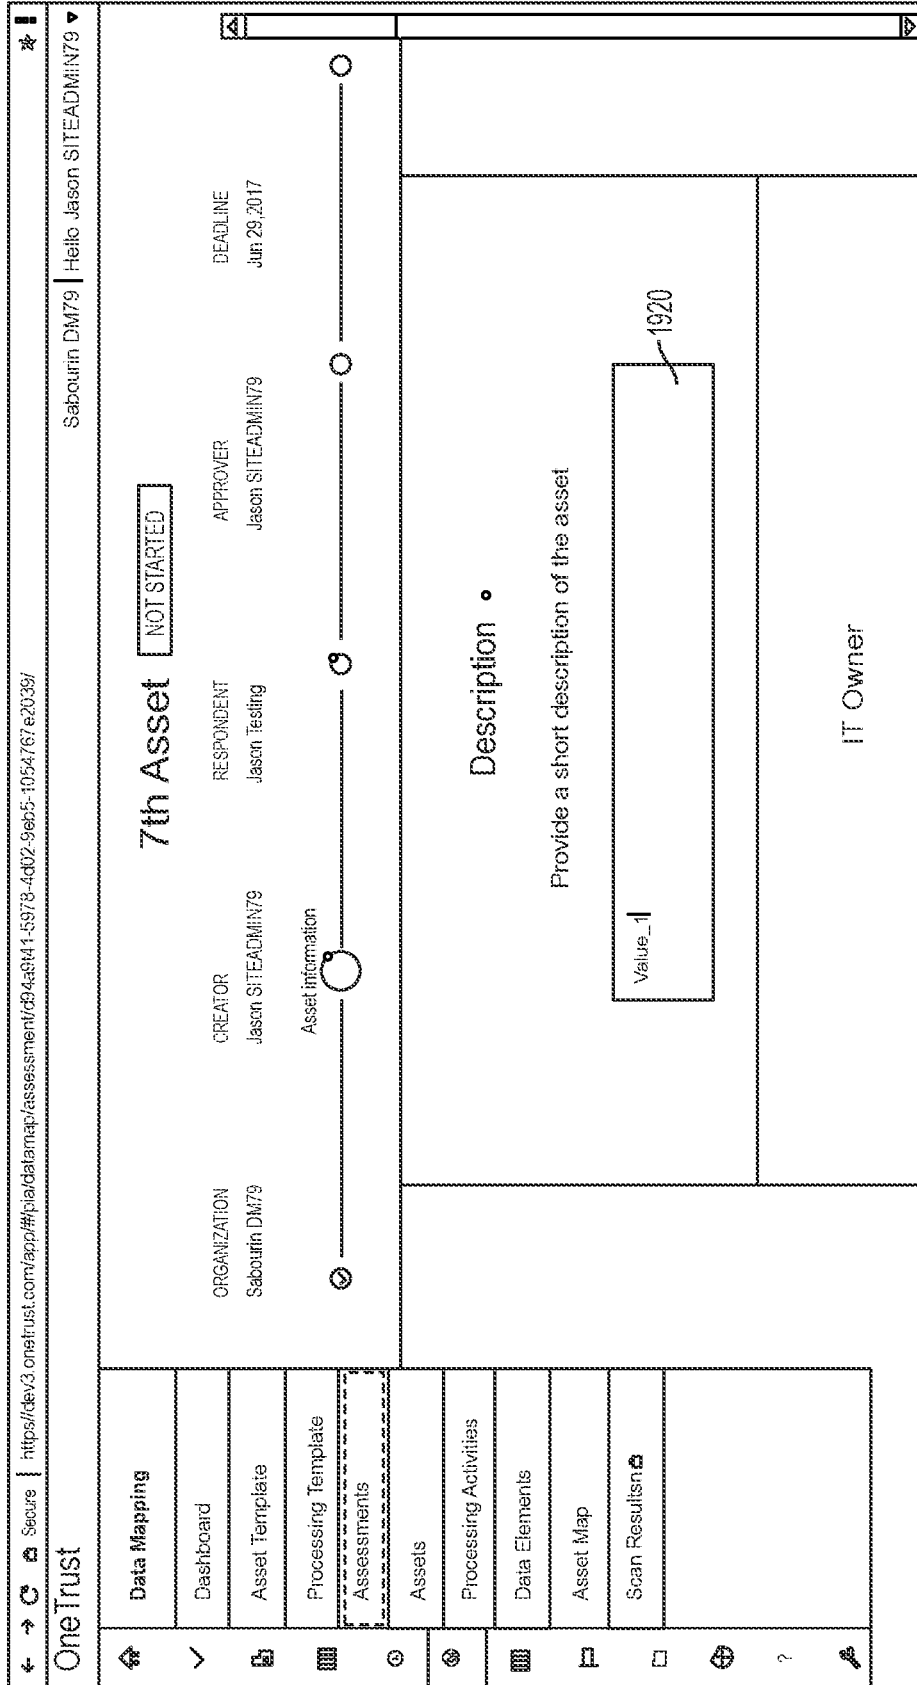 Secure | https//dev3.onetrust.com/app/#/pia/datamap/assessment/d94a9f41-5978-4d02-9eb5-1054767e2039/
OneTrust
Sabourin DM79 | Hello Jason SITEADMIN79
Data Mapping
Dashboard
Asset Template
Processing Template
Assessments
Assets
Processing Activities
Data Elements
Asset Map
Scan Resultsn
?
7th Asset NOT STARTED
ORGANIZATION CREATOR RESPONDENT APPROVER DEADLINE
Sabourin DM79 Jason SITEADMIN79 Jason Testing Jason SITEADMIN79 Jun 29,2017
Asset information
Description
Provide a short description of the asset
Value_1
1920
IT Owner